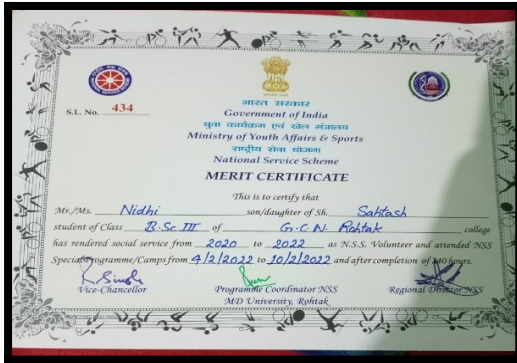 S.L. No. 434
भारत सरकार
Government of India
युवा कार्यक्रम एवं खेल मंत्रालय
Ministry of Youth Affairs & Sports
राष्ट्रीय सेवा योजना
National Service Scheme
MERIT CERTIFICATE
This is to certify that
Mr./Ms. Nidhi son/daughter of Sh. Sahtash
student of Class B.Sc III of G.C.W. Rohtak college
has rendered social service from 2020 to 2022 as N.S.S. Volunteer and attended NSS
Special Programme/Camps from 4/2/2022 to 10/2/2022 and after completion of 240 hours.
Vice-Chancellor Programme Coordinator NSS Regional Director NSS
MD University, Rohtak